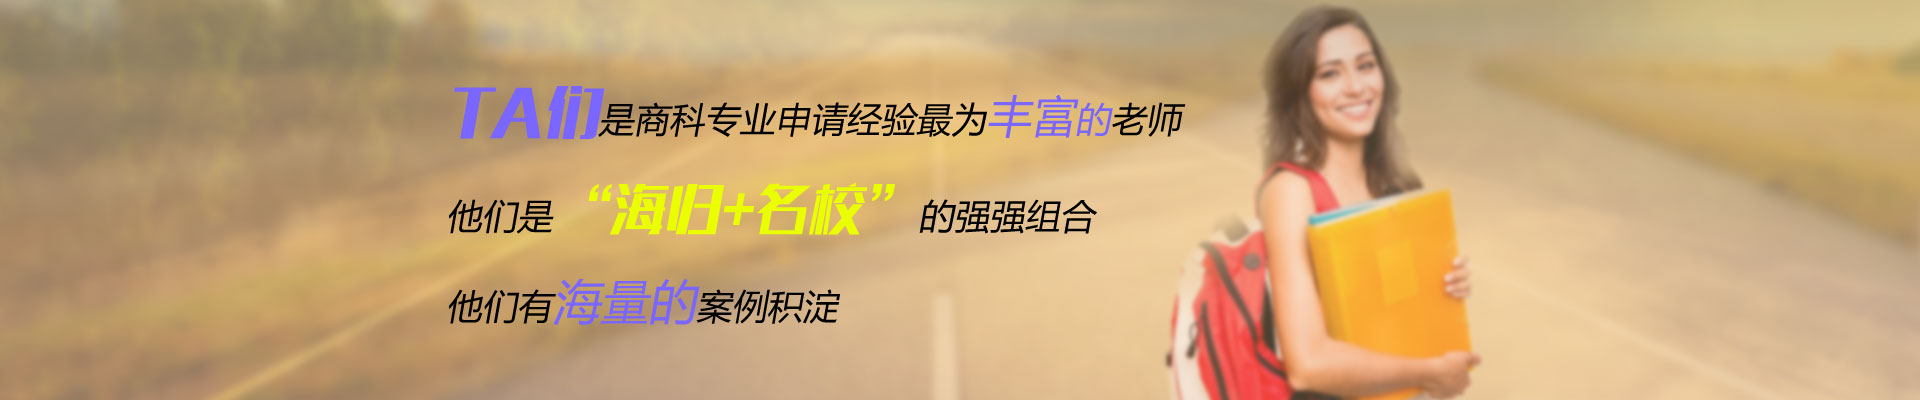 TA们是商科专业申请经验最为丰富的老师
他们是“海归+名校”的强强组合
他们有海量的案例积淀